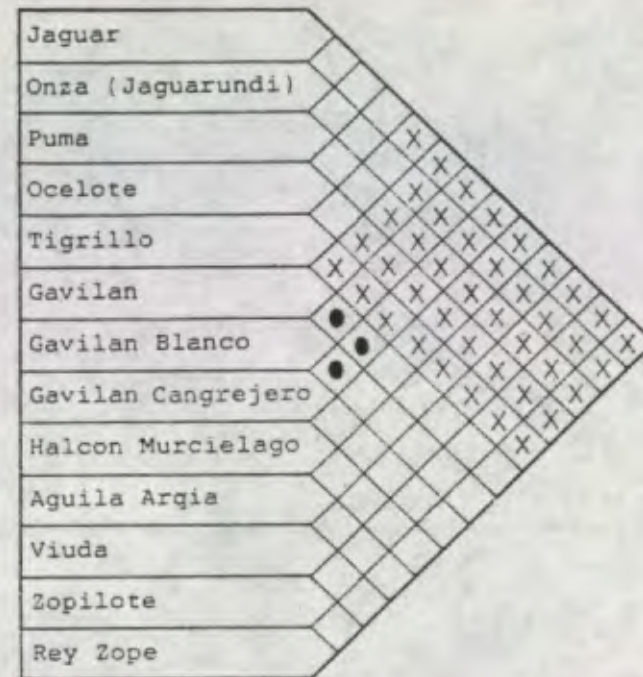 Jaguar
Onza (Jaguarundi)
Puma
Ocelote
Tigrillo
Gavilan
Gavilan Blanco
Gavilan Cangrejero
Halcon Murcielago
Aguila Arqia
Viuda
Zopilote
Rey Zope